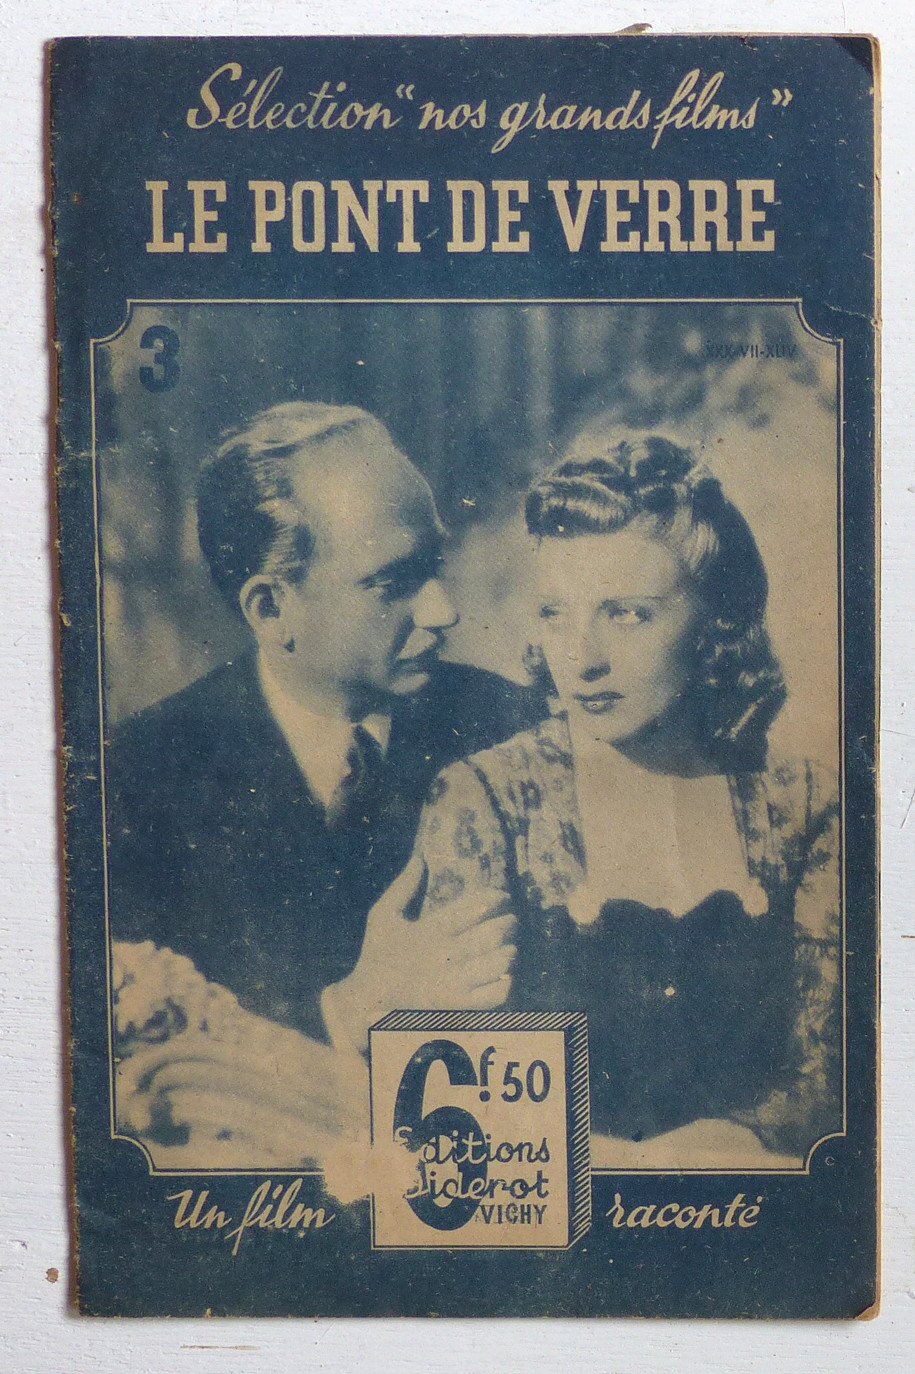 Sélection “nos grands films”
LE PONT DE VERRE
3
XXX-VII-XLIV
6f.50
Editions
Diderot
VICHY
Un film raconté